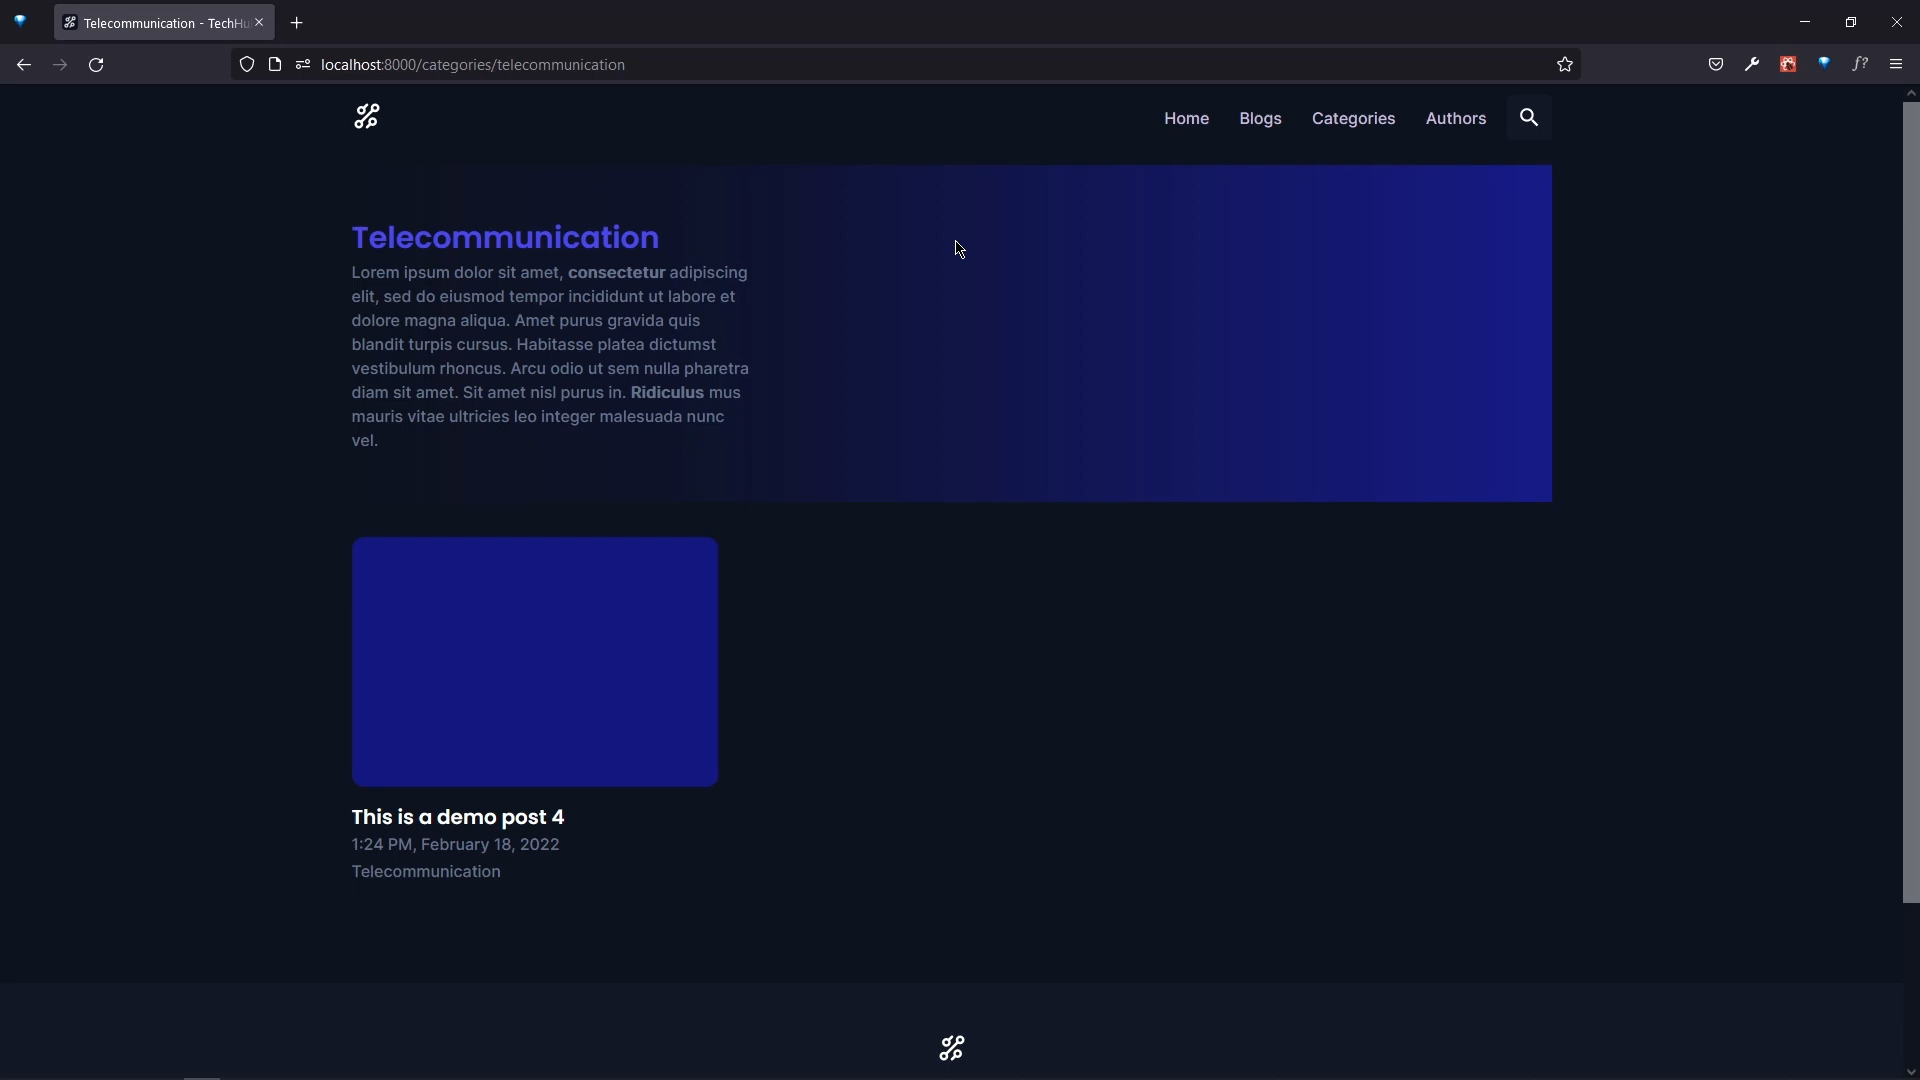 Telecommunication - TechHu
localhost:8000/categories/telecommunication
f?
Home Blogs Categories Authors
Telecommunication
Lorem ipsum dolor sit amet, consectetur adipiscing
elit, sed do eiusmod tempor incididunt ut labore et
dolore magna aliqua. Amet purus gravida quis
blandit turpis cursus. Habitasse platea dictumst
vestibulum rhoncus. Arcu odio ut sem nulla pharetra
diam sit amet. Sit amet nisl purus in. Ridiculus mus
mauris vitae ultricies leo integer malesuada nunc
vel.
This is a demo post 4
1:24 PM, February 18, 2022
Telecommunication